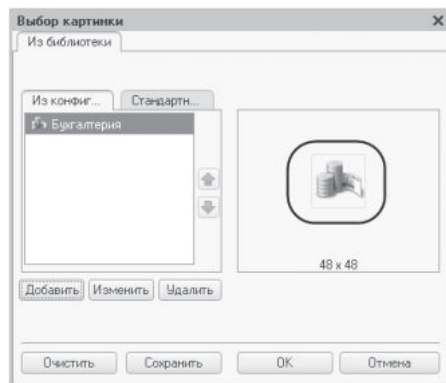 Выбор картинки
Из библиотеки
Из конфиг... Стандартн...
Бухгалтерия
48 x 48
Добавить Изменить Удалить
Очистить Сохранить OK Отмена